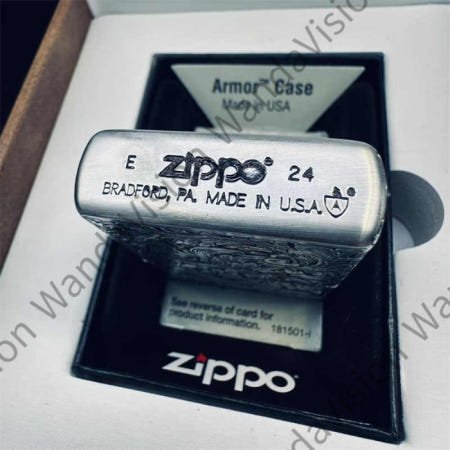 WandaVision
Armor™ Case
Made in USA
E zippo® 24
BRADFORD, PA. MADE IN U.S.A.
See reverse of card for
product information. 181501-I
zippo